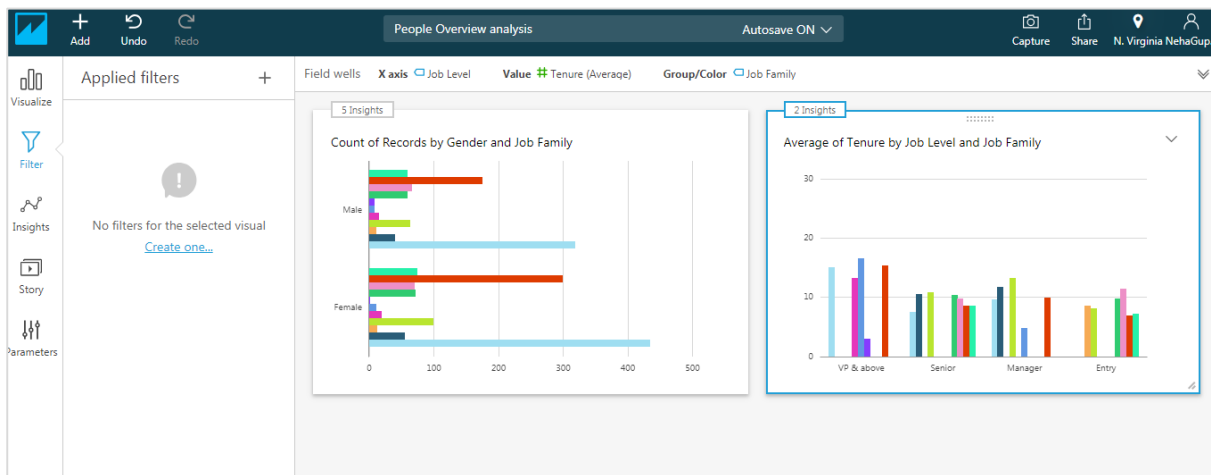 Add
Undo
Redo
People Overview analysis
Autosave ON
Capture
Share
N. Virginia
NehaGup
Visualize
Filter
Insights
Story
Parameters
Applied filters
No filters for the selected visual
Create one...
Field wells X axis Job Level Value Tenure (Average) Group/Color Job Family
5 Insights
Count of Records by Gender and Job Family
Male
Female
0 100 200 300 400 500
2 Insights
Average of Tenure by Job Level and Job Family
30
20
10
0
VP & above Senior Manager Entry